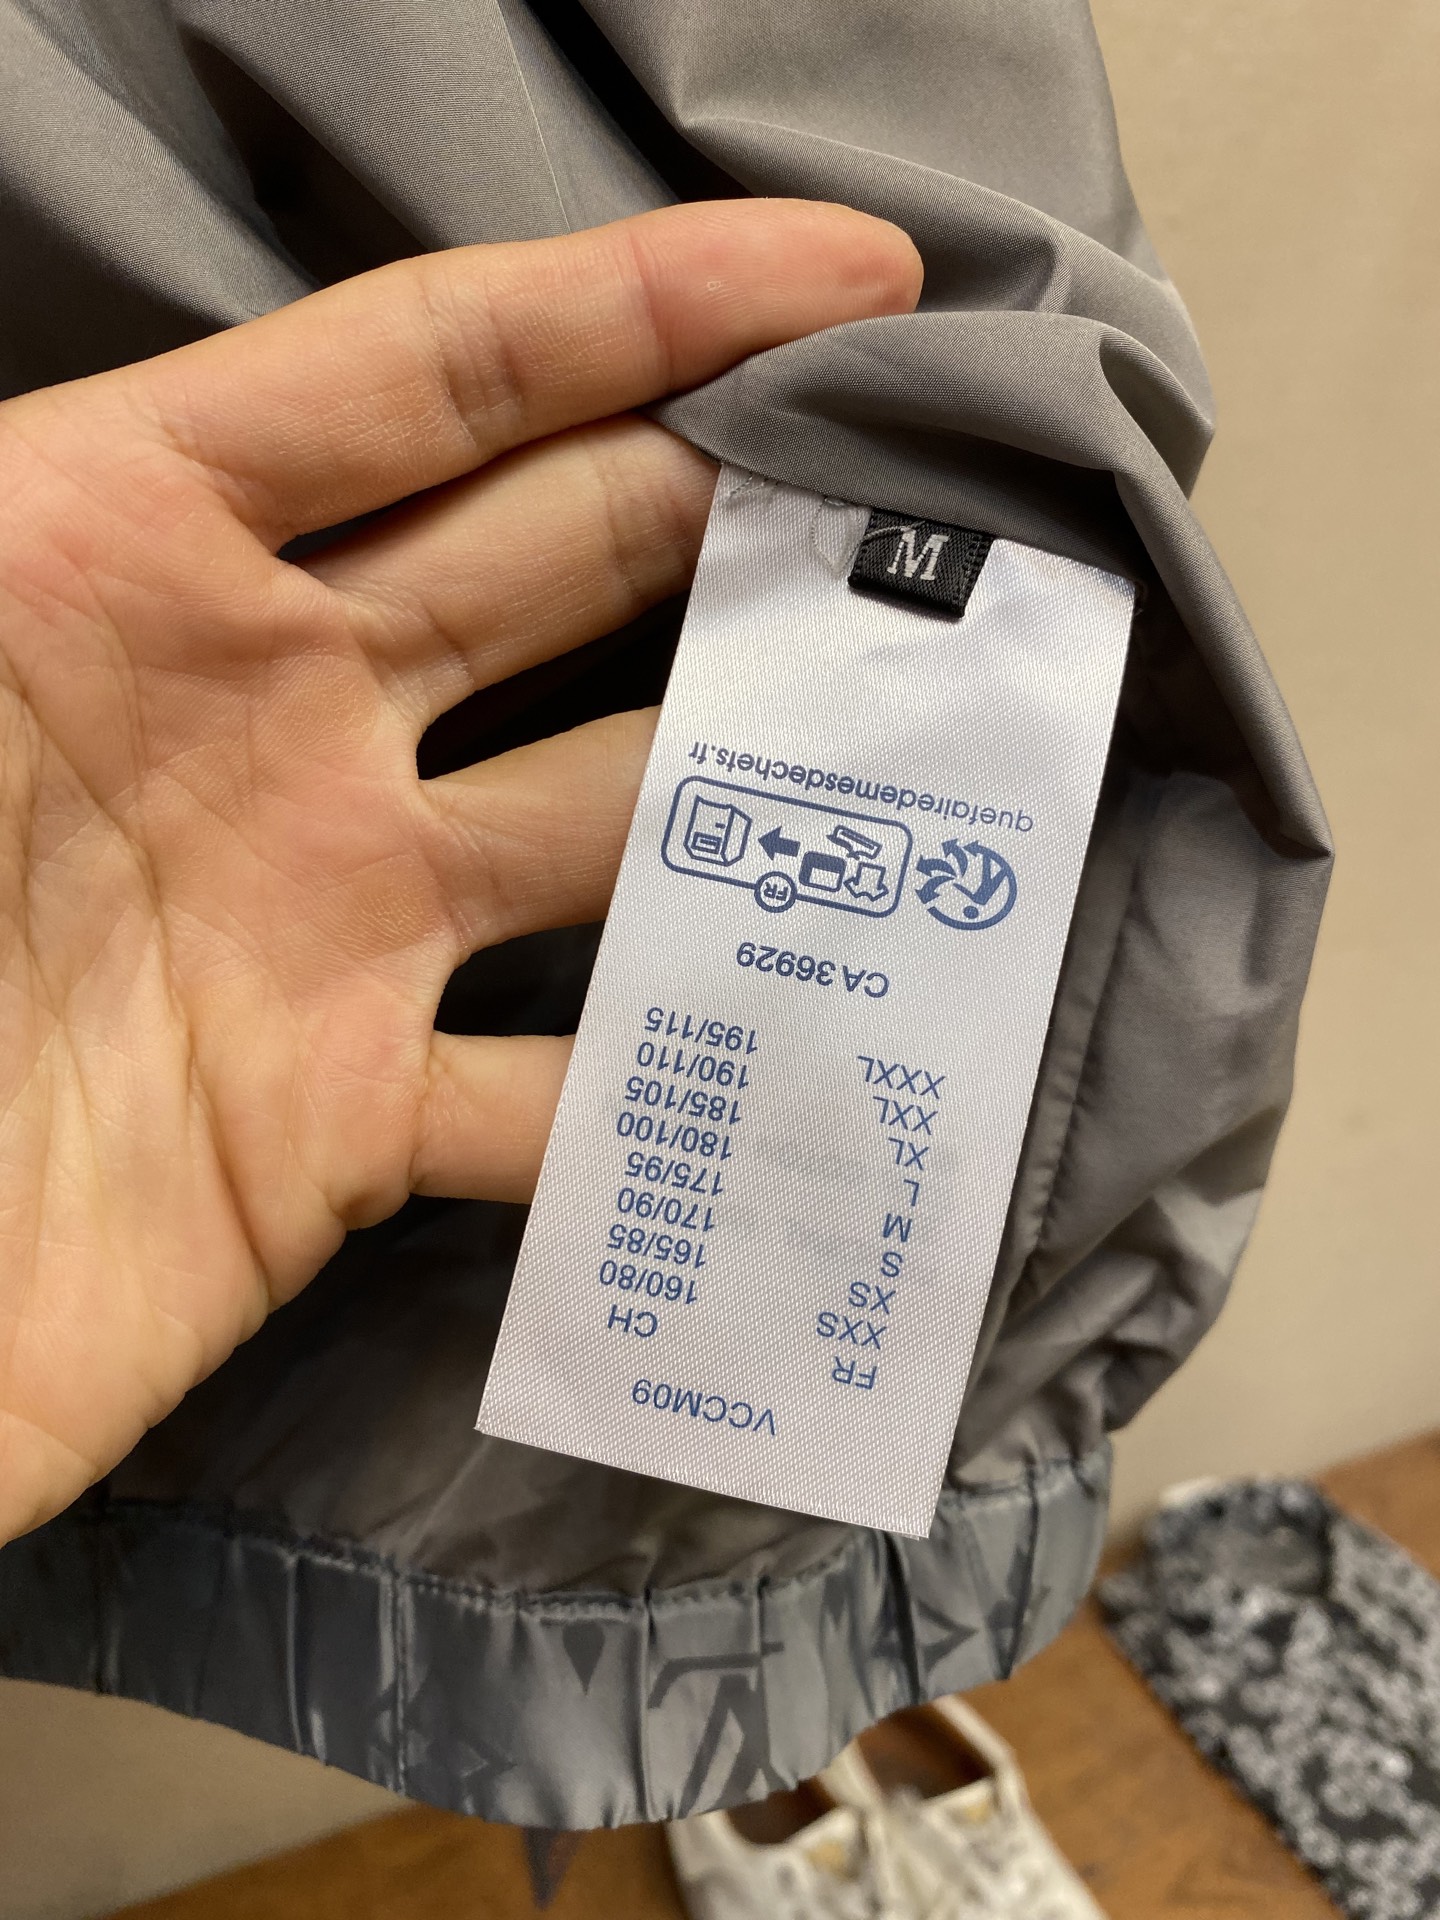 M
VCCM09
FR CH
XXS 160/80
XS 165/85
S 170/90
M 175/95
L 180/100
XL 185/105
XXL 190/110
XXXL 195/115
CA 36929
FR
quefairedemesdechets.fr